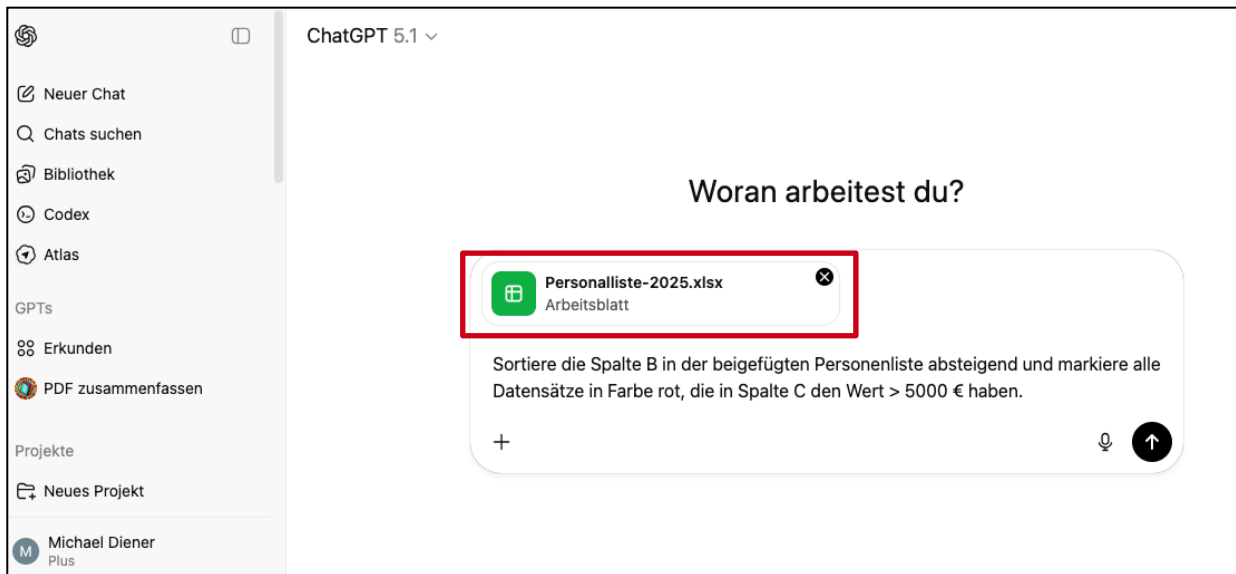 ChatGPT 5.1
Neuer Chat
Chats suchen
Bibliothek
Codex
Atlas
GPTs
Erkunden
PDF zusammenfassen
Projekte
Neues Projekt
M
Michael Diener
Plus
Woran arbeitest du?
Personalliste-2025.xlsx
Arbeitsblatt
Sortiere die Spalte B in der beigefügten Personenliste absteigend und markiere alle
Datensätze in Farbe rot, die in Spalte C den Wert > 5000 € haben.